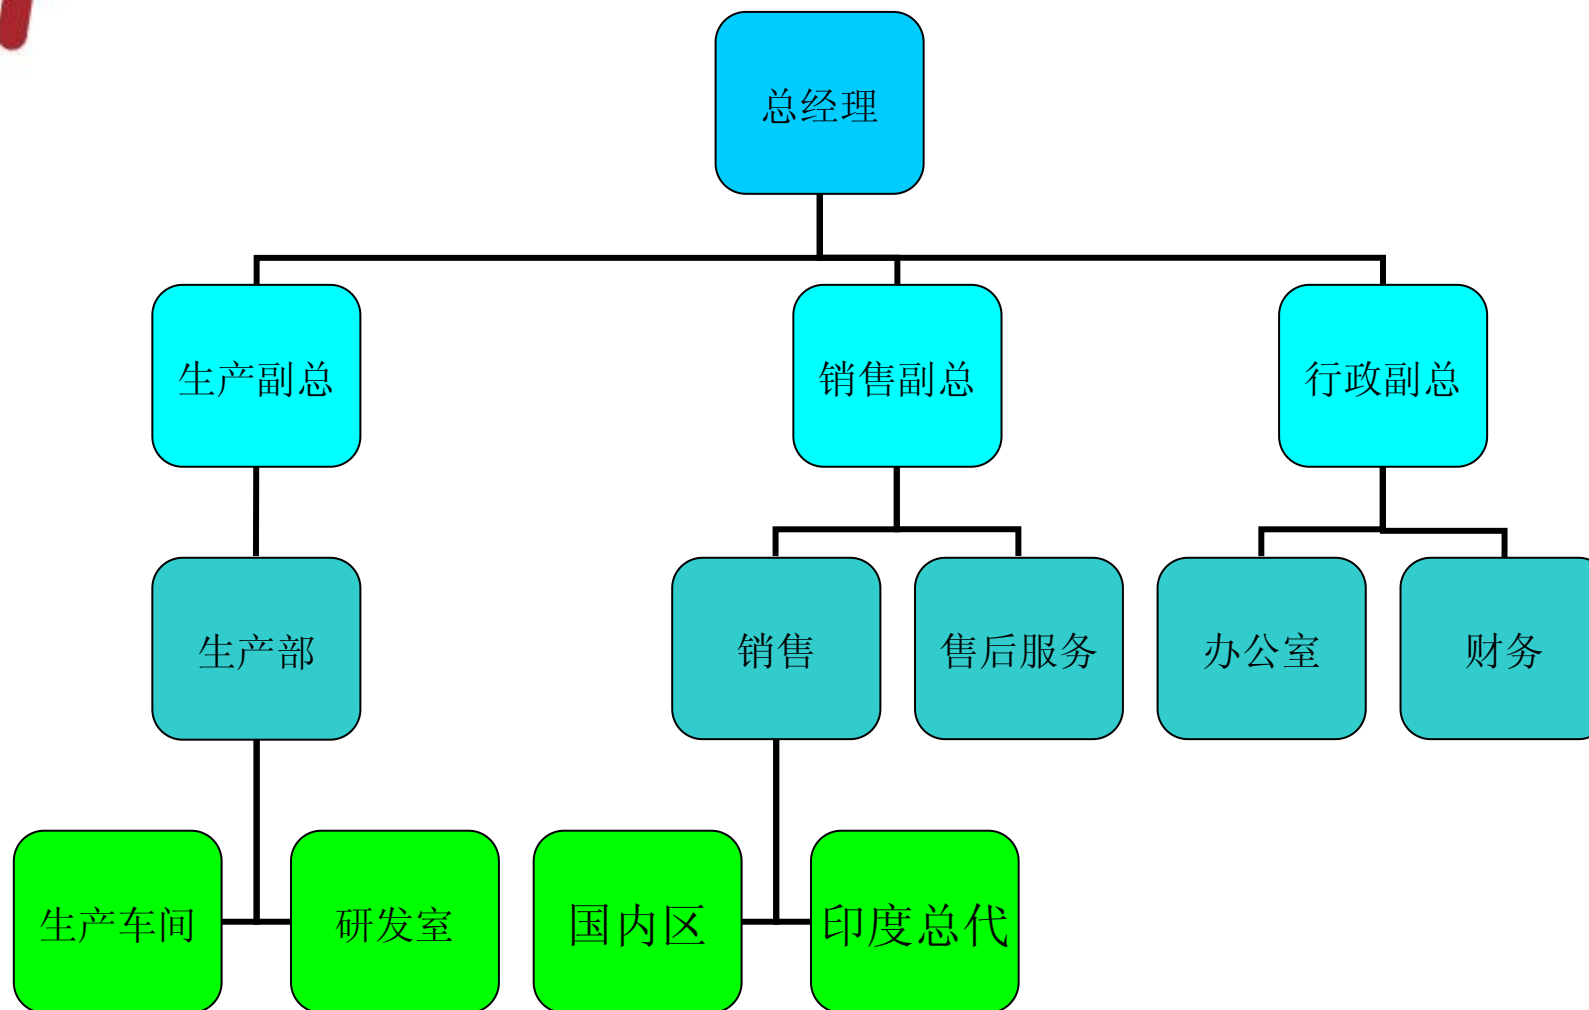 总经理
生产副总
销售副总
行政副总
生产部
销售
售后服务
办公室
财务
生产车间
研发室
国内区
印度总代